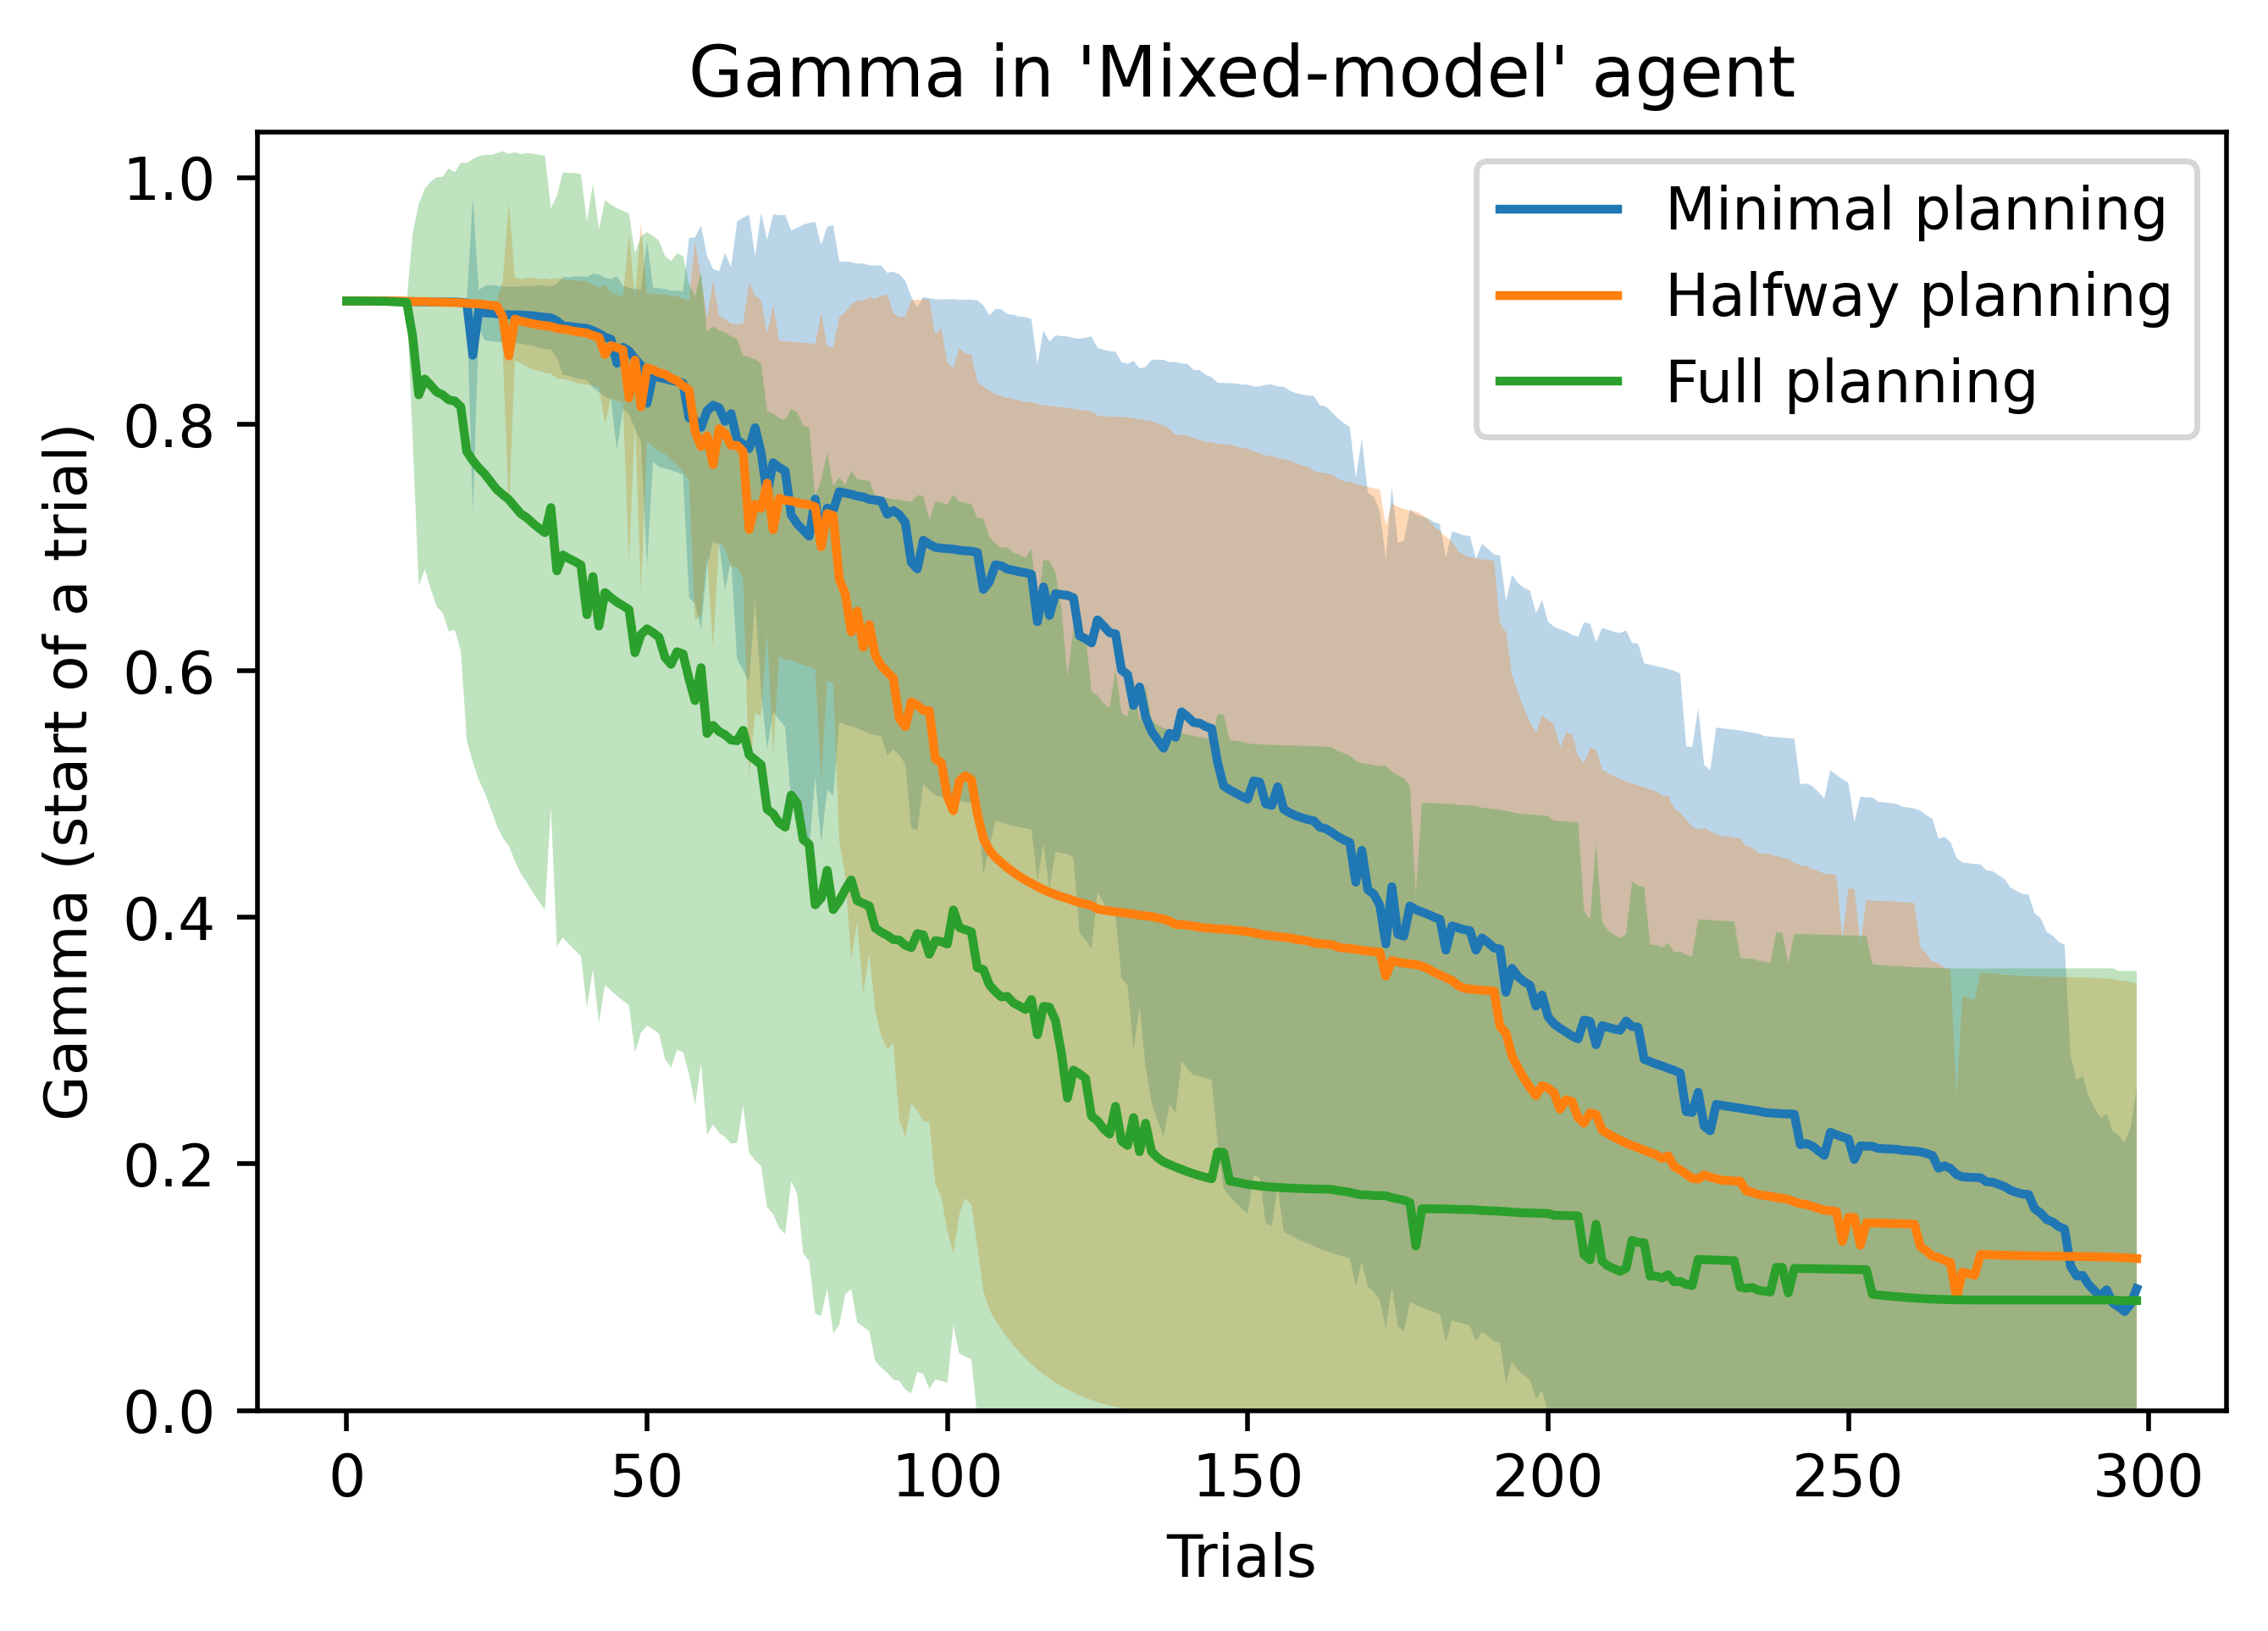 Gamma in 'Mixed-model' agent
Gamma (start of a trial)
1.0
0.8
0.6
0.4
0.2
0.0
Minimal planning
Halfway planning
Full planning
0 50 100 150 200 250 300
Trials